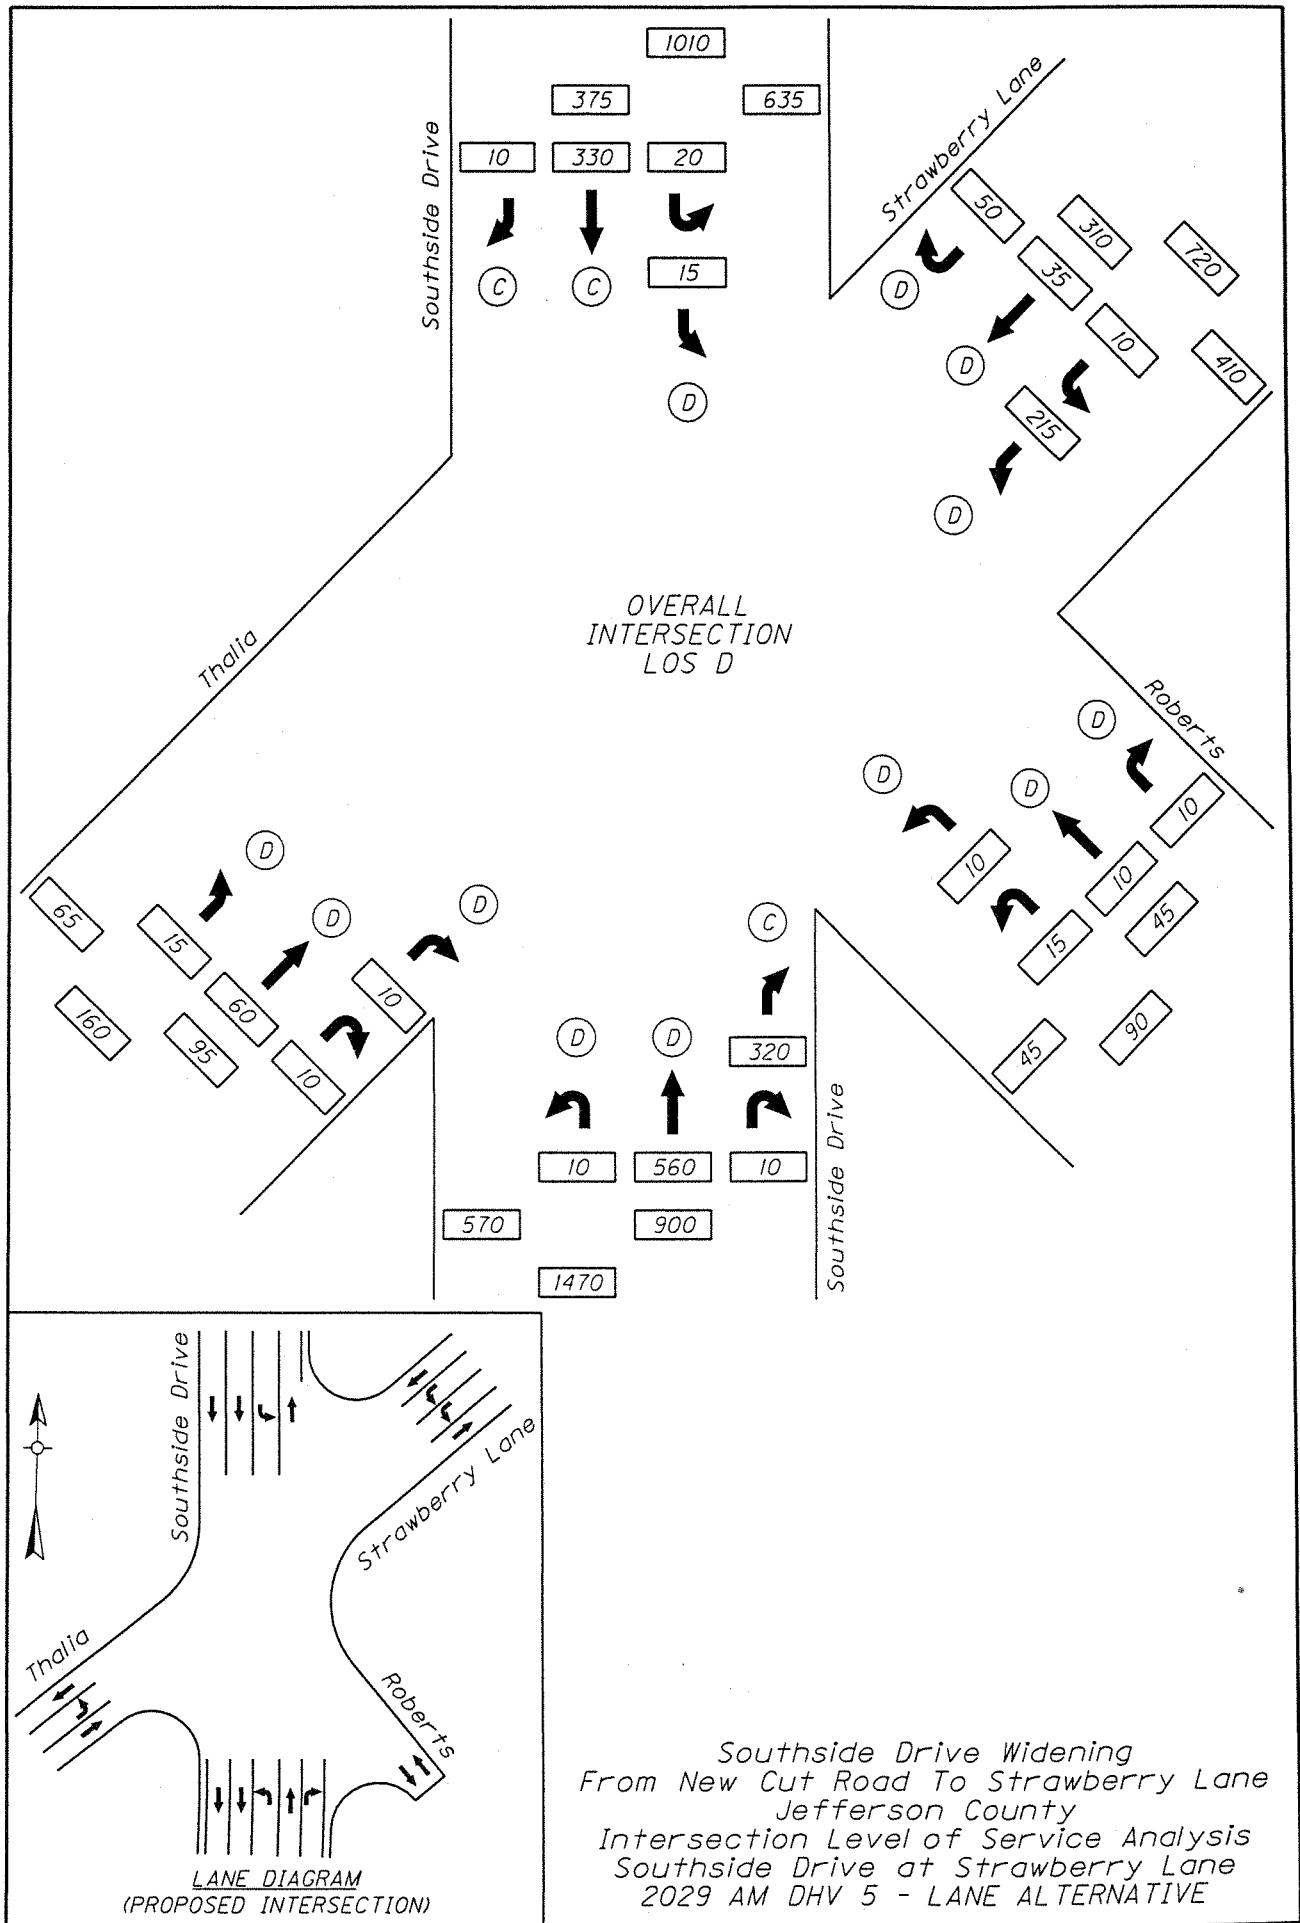 1010
375
635
10
330
20
15
Southside Drive
C
C
D
Strawberry Lane
50
310
720
35
10
410
215
D
D
D
OVERALL
INTERSECTION
LOS D
Thalia
Roberts
D
D
D
10
10
10
15
45
45
90
65
15
60
10
10
160
95
D
D
D
C
D
D
320
10
560
10
570
900
1470
Southside Drive
Southside Drive
Strawberry Lane
Thalia
Roberts
LANE DIAGRAM
(PROPOSED INTERSECTION)
Southside Drive Widening
From New Cut Road To Strawberry Lane
Jefferson County
Intersection Level of Service Analysis
Southside Drive at Strawberry Lane
2029 AM DHV 5 - LANE ALTERNATIVE